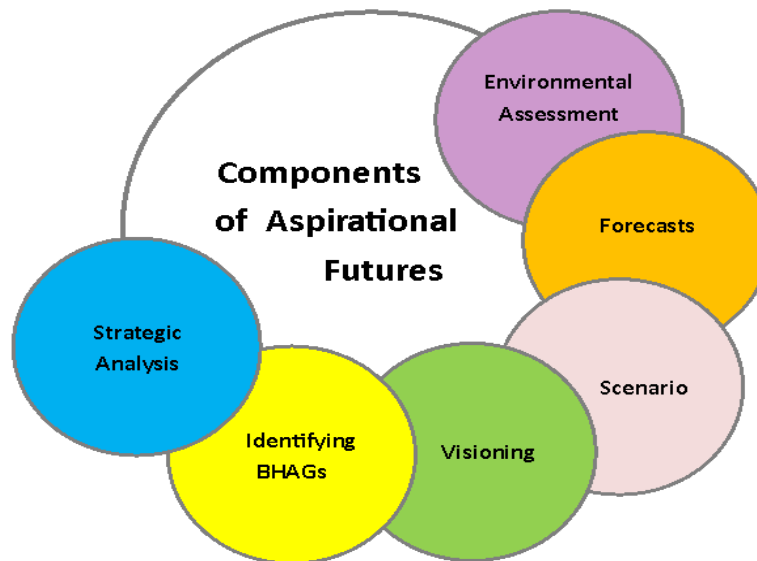 Components
of Aspirational
Futures
Environmental
Assessment
Forecasts
Scenario
Visioning
Identifying
BHAGs
Strategic
Analysis